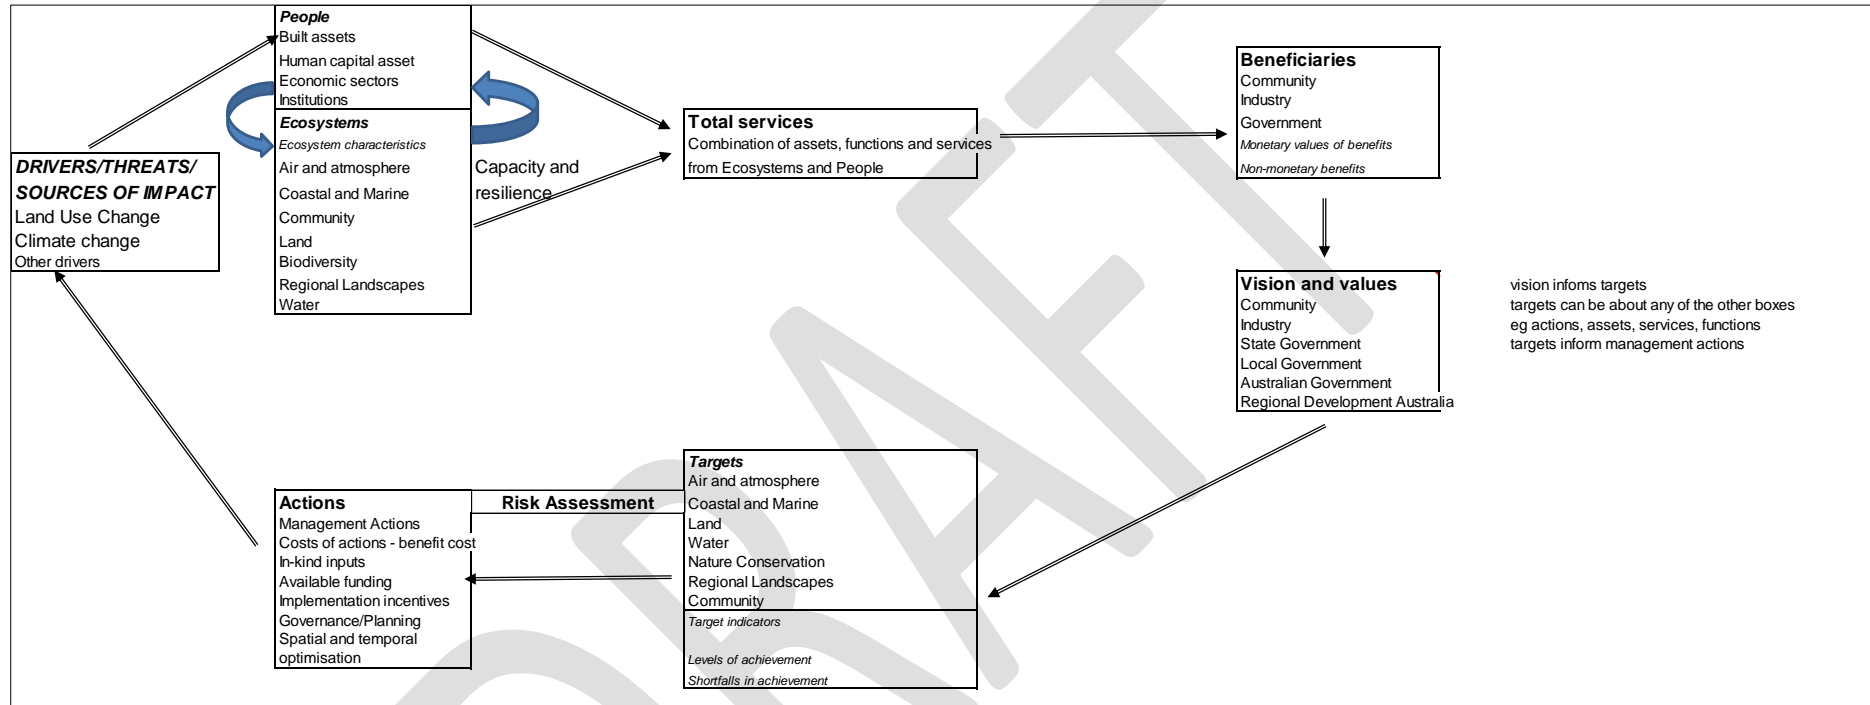 People
Built assets
Human capital asset
Economic sectors
Institutions
Ecosystems
Ecosystem characteristics
Air and atmosphere
Coastal and Marine
Community
Land
Biodiversity
Regional Landscapes
Water
DRIVERS/THREATS/
SOURCES OF IMPACT
Land Use Change
Climate change
Other drivers
Capacity and
resilience
Total services
Combination of assets, functions and services
from Ecosystems and People
Beneficiaries
Community
Industry
Government
Monetary values of benefits
Non-monetary benefits
Vision and values
Community
Industry
State Government
Local Government
Australian Government
Regional Development Australia
vision infoms targets
targets can be about any of the other boxes
eg actions, assets, services, functions
targets inform management actions
Targets
Air and atmosphere
Coastal and Marine
Land
Water
Nature Conservation
Regional Landscapes
Community
Target indicators
Levels of achievement
Shortfalls in achievement
Risk Assessment
Actions
Management Actions
Costs of actions - benefit cost
In-kind inputs
Available funding
Implementation incentives
Governance/Planning
Spatial and temporal
optimisation
DRAFT